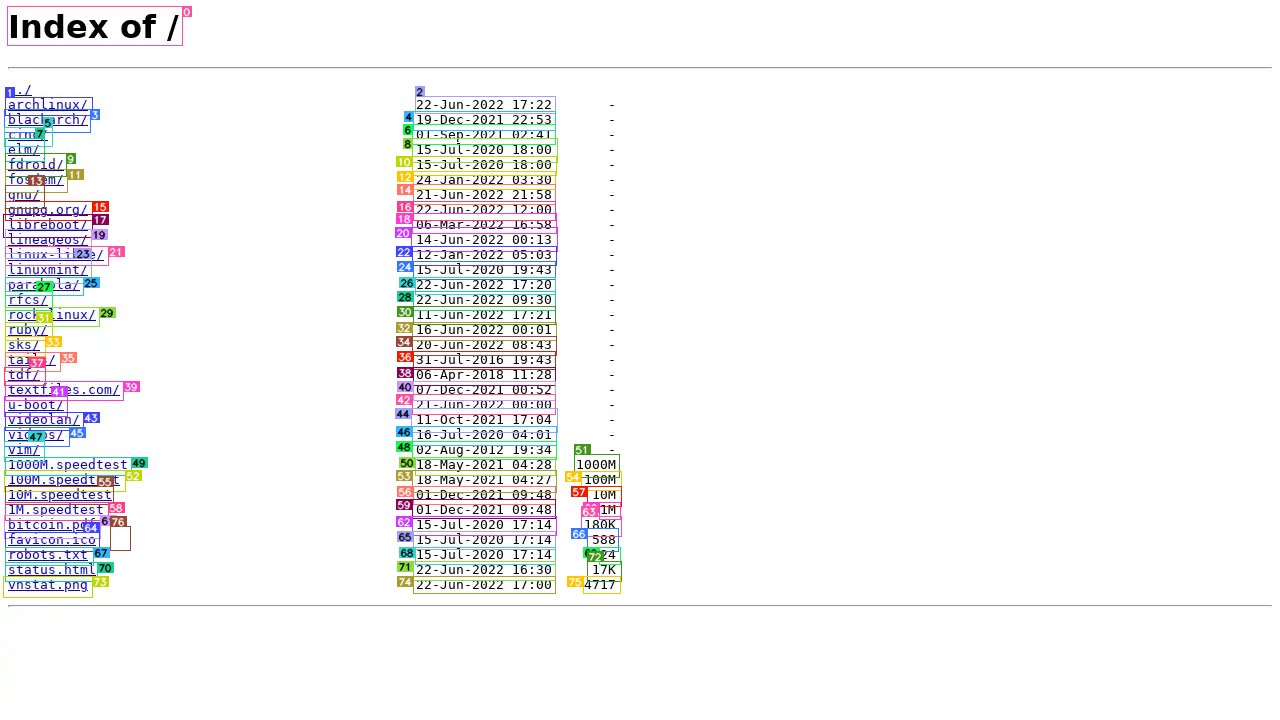 Index of /
../
archlinux/ 22-Jun-2022 17:22 -
blackarch/ 19-Dec-2021 22:53 -
cinc/ 01-Sep-2021 02:41 -
elm/ 15-Jul-2020 18:00 -
fdroid/ 15-Jul-2020 18:00 -
fosdem/ 24-Jan-2022 03:30 -
gnu/ 21-Jun-2022 21:58 -
gnupg.org/ 22-Jun-2022 12:00 -
libreboot/ 06-Mar-2022 16:58 -
lineageos/ 14-Jun-2022 00:13 -
linux-libre/ 12-Jan-2022 05:03 -
linuxmint/ 15-Jul-2020 19:43 -
parabola/ 22-Jun-2022 17:20 -
rfcs/ 22-Jun-2022 09:30 -
rocklinux/ 11-Jun-2022 17:21 -
ruby/ 16-Jun-2022 00:01 -
sks/ 20-Jun-2022 08:43 -
tails/ 31-Jul-2016 19:43 -
tdf/ 06-Apr-2018 11:28 -
textfiles.com/ 07-Dec-2021 00:52 -
u-boot/ 21-Jun-2022 00:00 -
videolan/ 11-Oct-2021 17:04 -
videos/ 16-Jul-2020 04:01 -
vim/ 02-Aug-2012 19:34 -
1000M.speedtest 18-May-2021 04:28 1000M
100M.speedtest 18-May-2021 04:27 100M
10M.speedtest 01-Dec-2021 09:48 10M
1M.speedtest 01-Dec-2021 09:48 1M
bitcoin.pdf 15-Jul-2020 17:14 180K
favicon.ico 15-Jul-2020 17:14 588
robots.txt 15-Jul-2020 17:14
status.html 22-Jun-2022 16:30 17K
vnstat.png 22-Jun-2022 17:00 4717